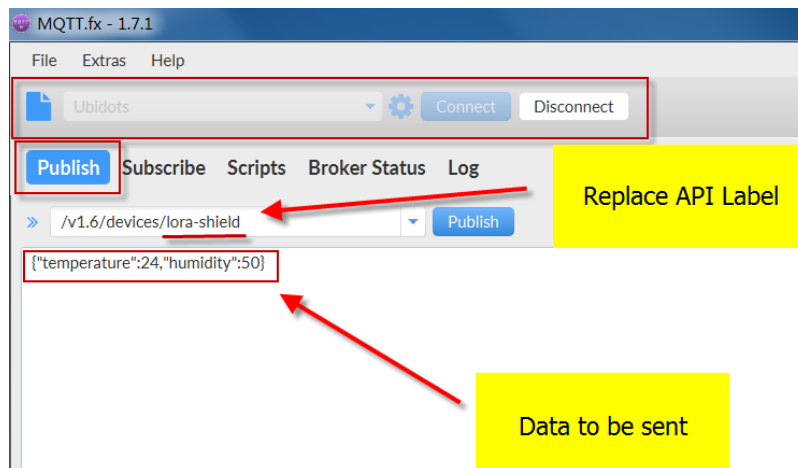 MQTT.fx - 1.7.1
File Extras Help
Ubidots Connect Disconnect
Publish Subscribe Scripts Broker Status Log
Replace API Label
/v1.6/devices/lora-shield Publish
{"temperature":24,"humidity":50}
Data to be sent